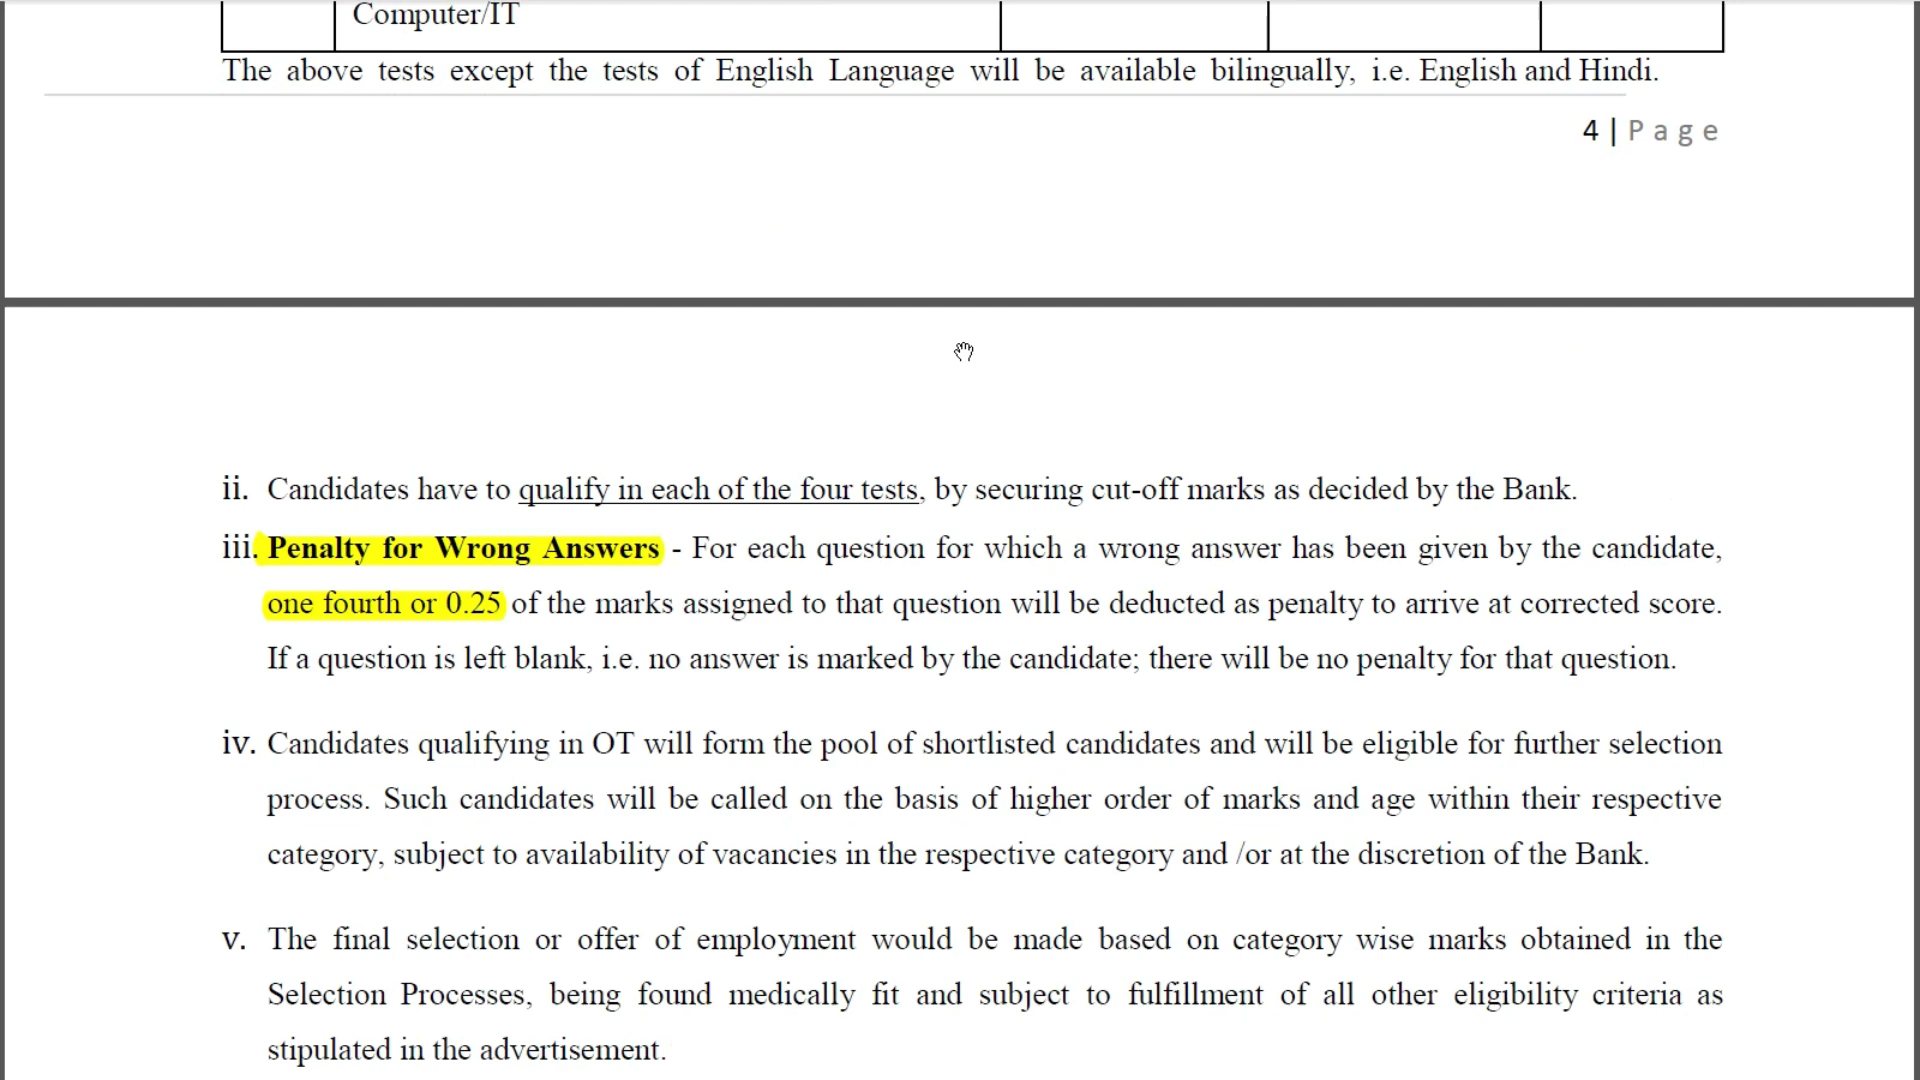 Computer/IT
The above tests except the tests of English Language will be available bilingually, i.e. English and Hindi.
4 | Page
ii. Candidates have to qualify in each of the four tests, by securing cut-off marks as decided by the Bank.
iii. Penalty for Wrong Answers - For each question for which a wrong answer has been given by the candidate,
one fourth or 0.25 of the marks assigned to that question will be deducted as penalty to arrive at corrected score.
If a question is left blank, i.e. no answer is marked by the candidate; there will be no penalty for that question.
iv. Candidates qualifying in OT will form the pool of shortlisted candidates and will be eligible for further selection
process. Such candidates will be called on the basis of higher order of marks and age within their respective
category, subject to availability of vacancies in the respective category and /or at the discretion of the Bank.
v. The final selection or offer of employment would be made based on category wise marks obtained in the
Selection Processes, being found medically fit and subject to fulfillment of all other eligibility criteria as
stipulated in the advertisement.